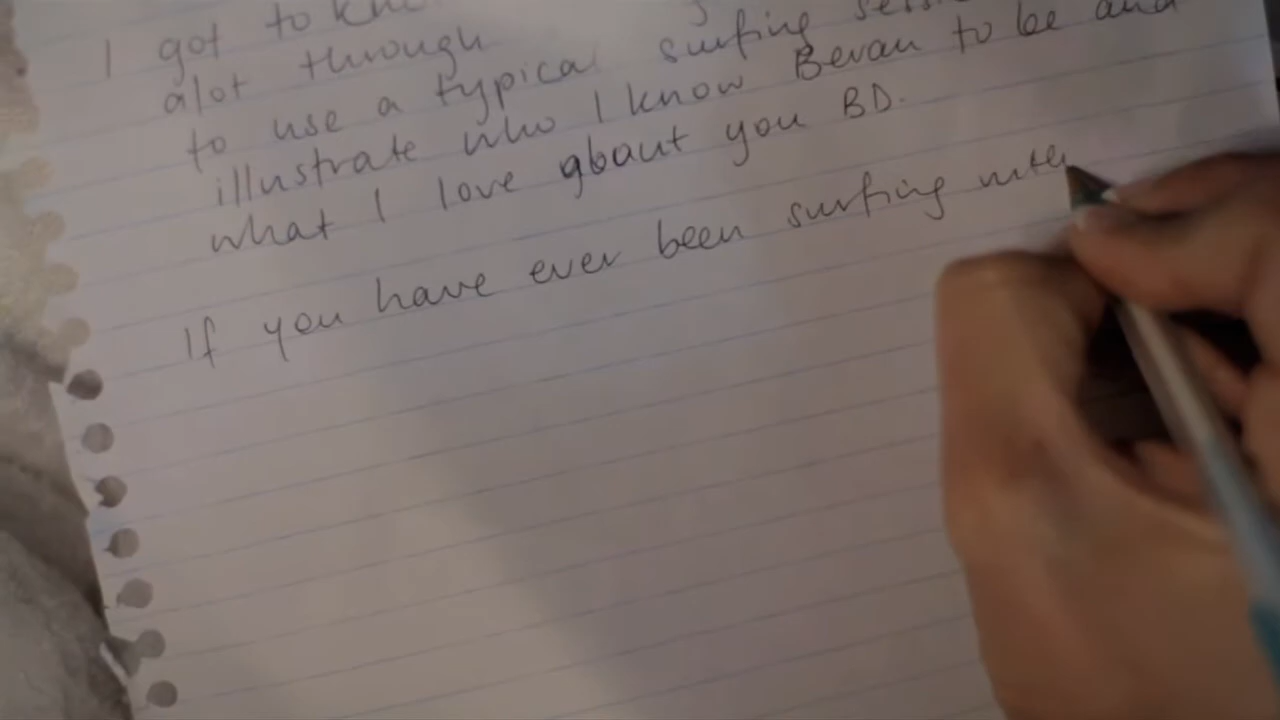 I got to
alot through
to use a typical surfing
illustrate who I know Bevan to be and
what I love about you BD.
If you have ever been surfing